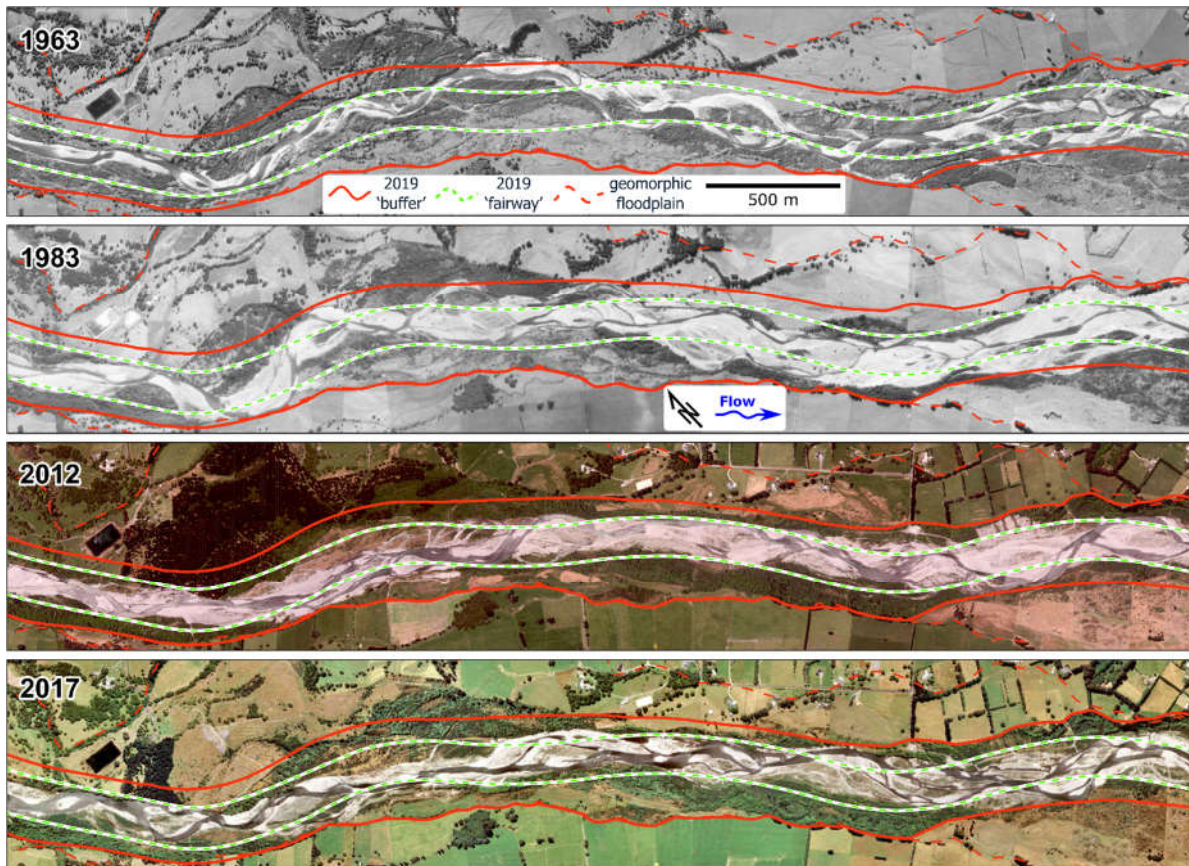 1963
2019
'buffer'
2019
'fairway'
geomorphic
floodplain
500 m
1983
Flow
2012
2017